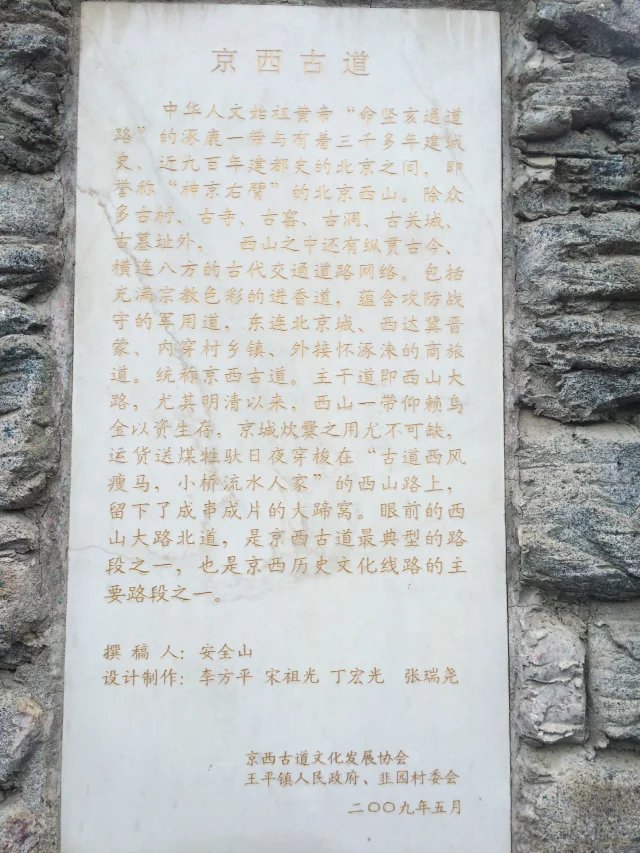 京西古道
中华人文始祖黄帝“命竖亥通道
路”的涿鹿一带与有着三千多年建城
史、近九百年建都史的北京之间，即
誉称“神京右臂”的北京西山。除众
多古村、古寺、古窑、古洞、古关城、
古墓址外， 西山之中还有纵贯古今、
横连八方的古代交通道路网络。包括
充满宗教色彩的进香道，蕴含攻防战
守的军用道，东连北京城、西达冀晋
蒙、内穿村乡镇、外接怀涿涞的商旅
道。统称京西古道。主干道即西山大
路，尤其明清以来，西山一带仰赖乌
金以资生存，京城炊爨之用尤不可缺，
运货送煤牲驮日夜穿梭在“古道西风
瘦马，小桥流水人家”的西山路上，
留下了成串成片的大蹄窝。眼前的西
山大路北道，是京西古道最典型的路
段之一，也是京西历史文化线路的主
要路段之一。
撰 稿 人：安全山
设计制作：李方平 宋祖光 丁宏光 张瑞尧
京西古道文化发展协会
王平镇人民政府、韭园村委会
二〇〇九年五月